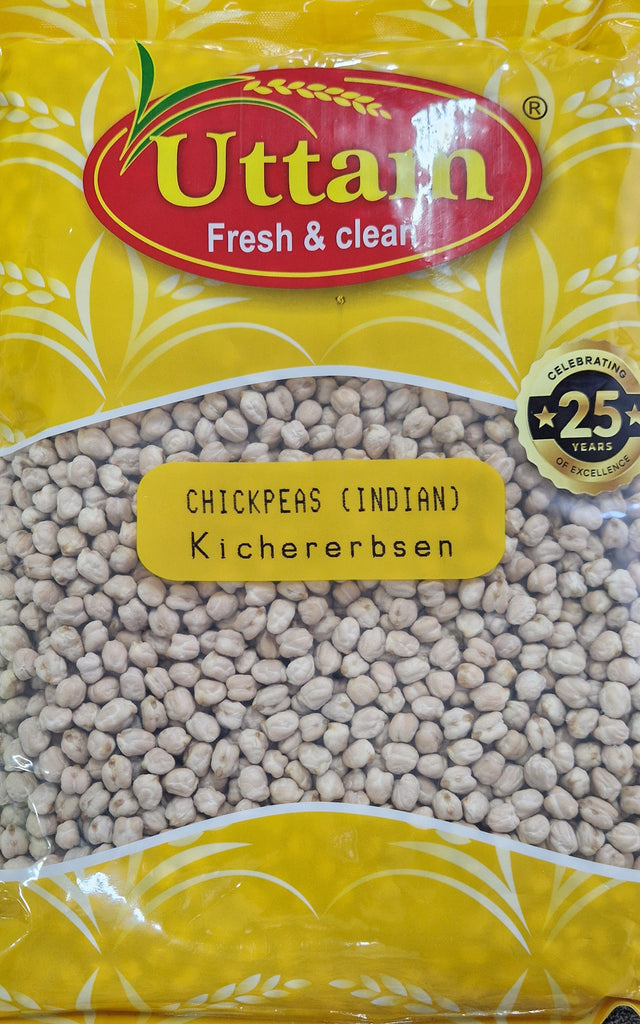 Uttam
®
Fresh & clean
CELEBRATING
25
YEARS
OF EXCELLENCE
CHICKPEAS (INDIAN)
Kichererbsen